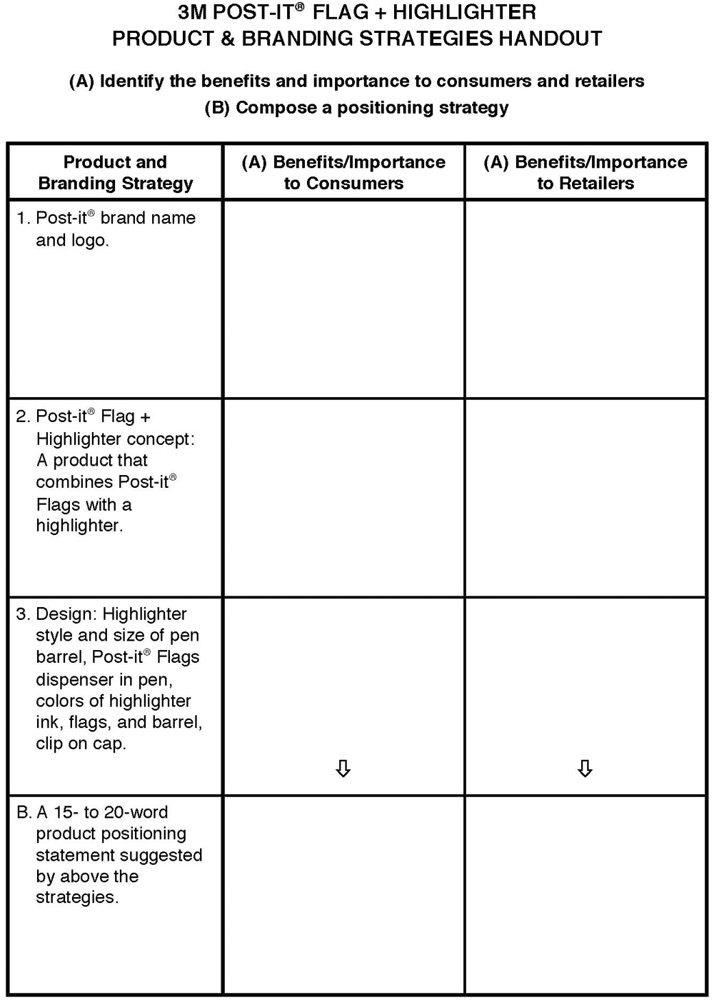 3M POST-IT® FLAG + HIGHLIGHTER
PRODUCT & BRANDING STRATEGIES HANDOUT
(A) Identify the benefits and importance to consumers and retailers
(B) Compose a positioning strategy
Product and
Branding Strategy
(A) Benefits/Importance
to Consumers
(A) Benefits/Importance
to Retailers
1. Post-it® brand name
and logo.
2. Post-it® Flag +
Highlighter concept:
A product that
combines Post-it®
Flags with a
highlighter.
3. Design: Highlighter
style and size of pen
barrel, Post-it® Flags
dispenser in pen,
colors of highlighter
ink, flags, and barrel,
clip on cap.
B. A 15- to 20-word
product positioning
statement suggested
by above the
strategies.